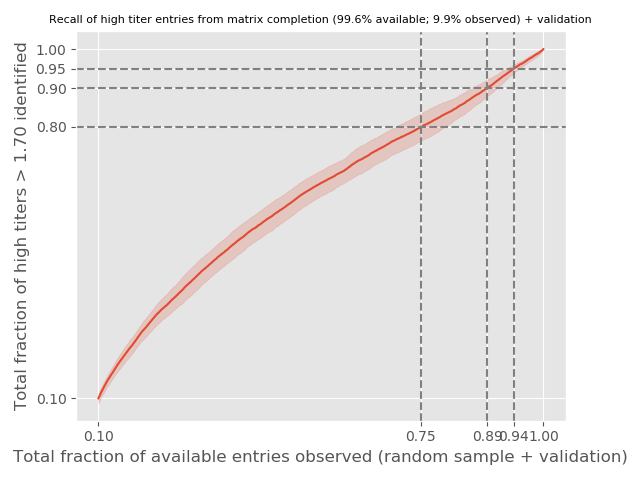 Recall of high titer entries from matrix completion (99.6% available; 9.9% observed) + validation
Total fraction of high titers > 1.70 identified
1.00
0.95
0.90
0.80
0.10
0.10 0.75 0.89 0.94 1.00
Total fraction of available entries observed (random sample + validation)